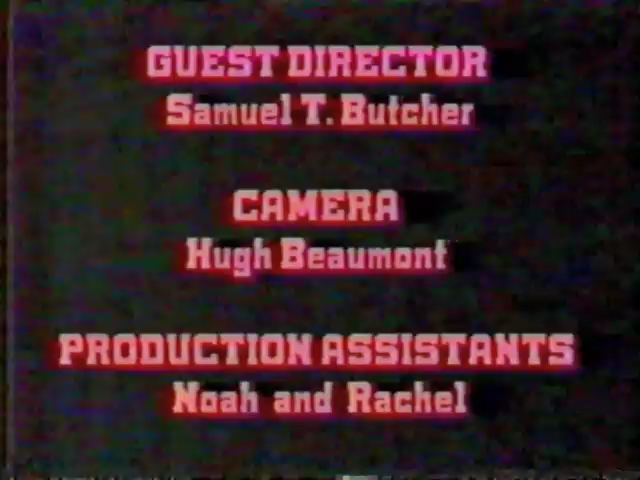 GUEST DIRECTOR
Samuel T. Butcher
CAMERA
Hugh Beaumont
PRODUCTION ASSISTANTS
Noah and Rachel